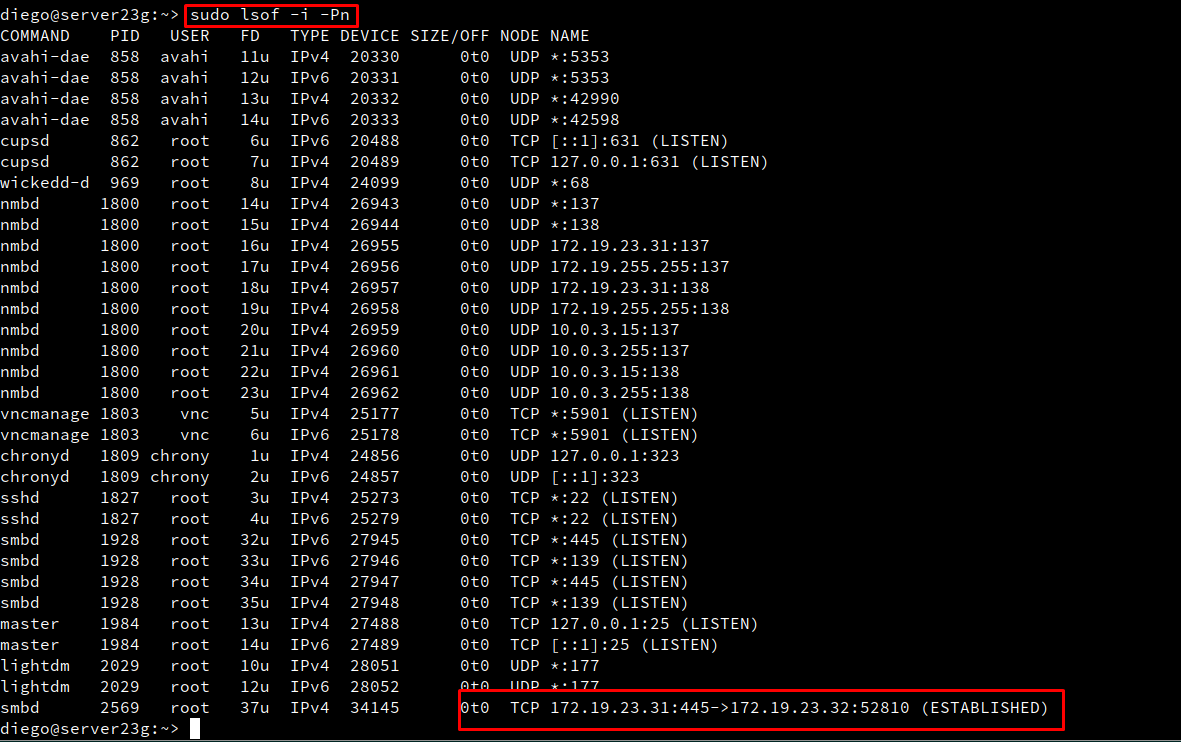 diego@server23g:~> sudo lsof -i -Pn
COMMAND    PID   USER   FD   TYPE DEVICE SIZE/OFF NODE NAME
avahi-dae  858  avahi   11u  IPv4  20330      0t0  UDP *:5353
avahi-dae  858  avahi   12u  IPv6  20331      0t0  UDP *:5353
avahi-dae  858  avahi   13u  IPv4  20332      0t0  UDP *:42990
avahi-dae  858  avahi   14u  IPv6  20333      0t0  UDP *:42598
cupsd      862   root    6u  IPv6  20488      0t0  TCP [::1]:631 (LISTEN)
cupsd      862   root    7u  IPv4  20489      0t0  TCP 127.0.0.1:631 (LISTEN)
wickedd-d  969   root    8u  IPv4  24099      0t0  UDP *:68
nmbd      1800   root   14u  IPv4  26943      0t0  UDP *:137
nmbd      1800   root   15u  IPv4  26944      0t0  UDP *:138
nmbd      1800   root   16u  IPv4  26955      0t0  UDP 172.19.23.31:137
nmbd      1800   root   17u  IPv4  26956      0t0  UDP 172.19.255.255:137
nmbd      1800   root   18u  IPv4  26957      0t0  UDP 172.19.23.31:138
nmbd      1800   root   19u  IPv4  26958      0t0  UDP 172.19.255.255:138
nmbd      1800   root   20u  IPv4  26959      0t0  UDP 10.0.3.15:137
nmbd      1800   root   21u  IPv4  26960      0t0  UDP 10.0.3.255:137
nmbd      1800   root   22u  IPv4  26961      0t0  UDP 10.0.3.15:138
nmbd      1800   root   23u  IPv4  26962      0t0  UDP 10.0.3.255:138
vncmanage 1803    vnc    5u  IPv4  25177      0t0  TCP *:5901 (LISTEN)
vncmanage 1803    vnc    6u  IPv6  25178      0t0  TCP *:5901 (LISTEN)
chronyd   1809 chrony    1u  IPv4  24856      0t0  UDP 127.0.0.1:323
chronyd   1809 chrony    2u  IPv6  24857      0t0  UDP [::1]:323
sshd      1827   root    3u  IPv4  25273      0t0  TCP *:22 (LISTEN)
sshd      1827   root    4u  IPv6  25279      0t0  TCP *:22 (LISTEN)
smbd      1928   root   32u  IPv6  27945      0t0  TCP *:445 (LISTEN)
smbd      1928   root   33u  IPv6  27946      0t0  TCP *:139 (LISTEN)
smbd      1928   root   34u  IPv4  27947      0t0  TCP *:445 (LISTEN)
smbd      1928   root   35u  IPv4  27948      0t0  TCP *:139 (LISTEN)
master    1984   root   13u  IPv4  27488      0t0  TCP 127.0.0.1:25 (LISTEN)
master    1984   root   14u  IPv6  27489      0t0  TCP [::1]:25 (LISTEN)
lightdm   2029   root   10u  IPv4  28051      0t0  UDP *:177
lightdm   2029   root   12u  IPv6  28052      0t0  UDP *:177
smbd      2569   root   37u  IPv4  34145      0t0  TCP 172.19.23.31:445->172.19.23.32:52810 (ESTABLISHED)
diego@server23g:~>